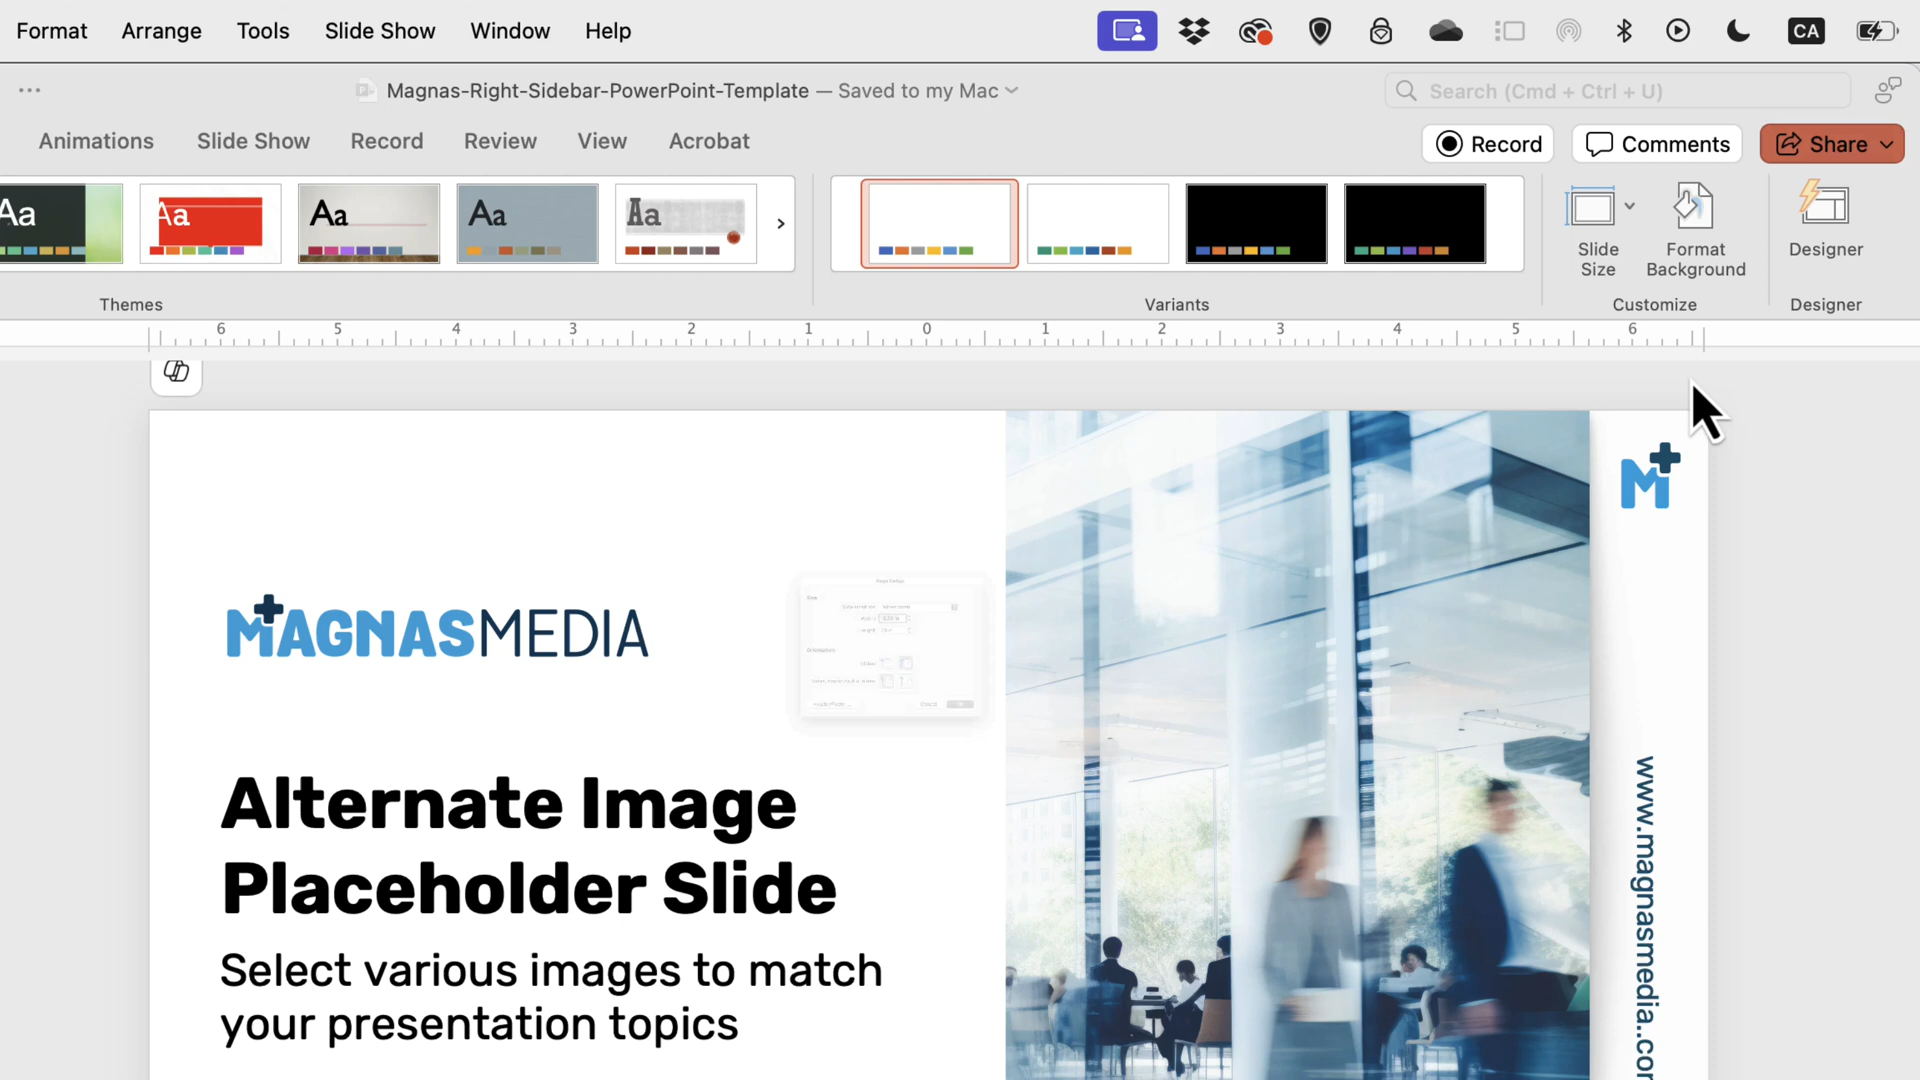 Format Arrange Tools Slide Show Window Help CA
Magnas-Right-Sidebar-PowerPoint-Template — Saved to my Mac Search (Cmd + Ctrl + U)
Animations Slide Show Record Review View Acrobat Record Comments Share
Aa Aa Aa Aa Aa
Slide Size
Format Background
Designer
Themes Variants Customize Designer
6 5 4 3 2 1 0 1 2 3 4 5 6
M
MAGNASMEDIA
Alternate Image
Placeholder Slide
Select various images to match
your presentation topics